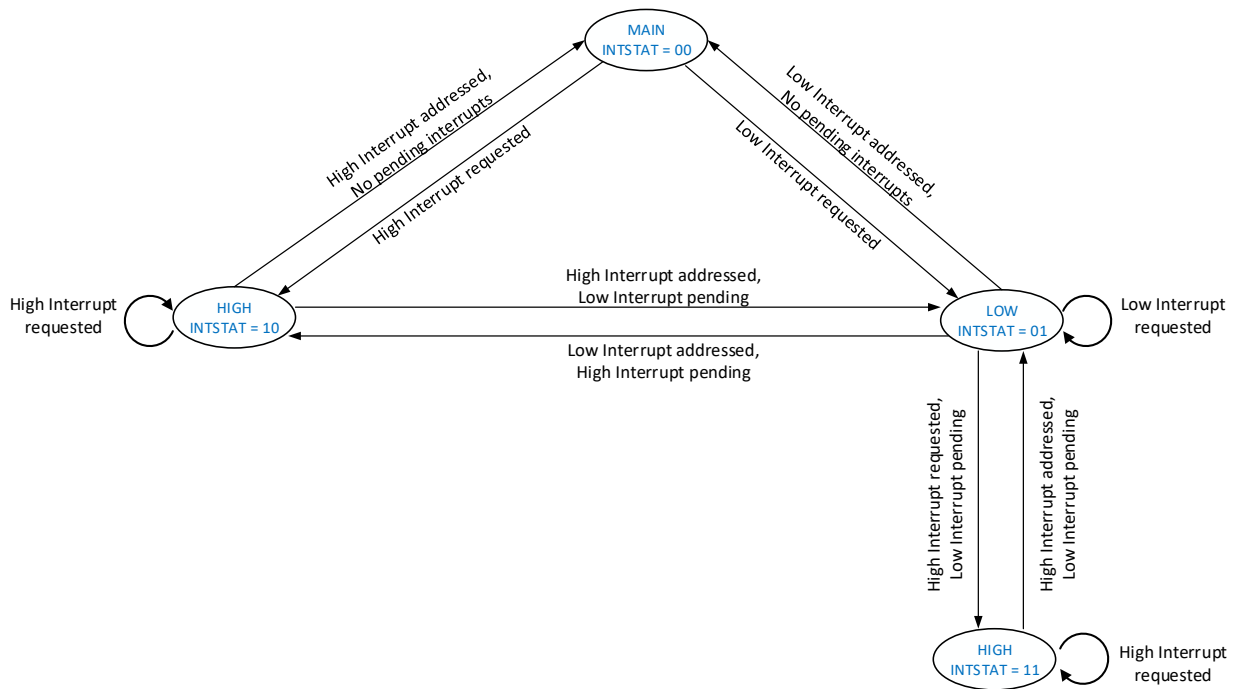 MAIN
INTSTAT = 00
High Interrupt addressed,
No pending interrupts
High Interrupt requested
Low Interrupt addressed,
No pending interrupts
Low Interrupt requested
High Interrupt
requested
HIGH
INTSTAT = 10
High Interrupt addressed,
Low Interrupt pending
Low Interrupt addressed,
High Interrupt pending
LOW
INTSTAT = 01
Low Interrupt
requested
High Interrupt requested,
Low Interrupt pending
High Interrupt addressed,
Low Interrupt pending
HIGH
INTSTAT = 11
High Interrupt
requested